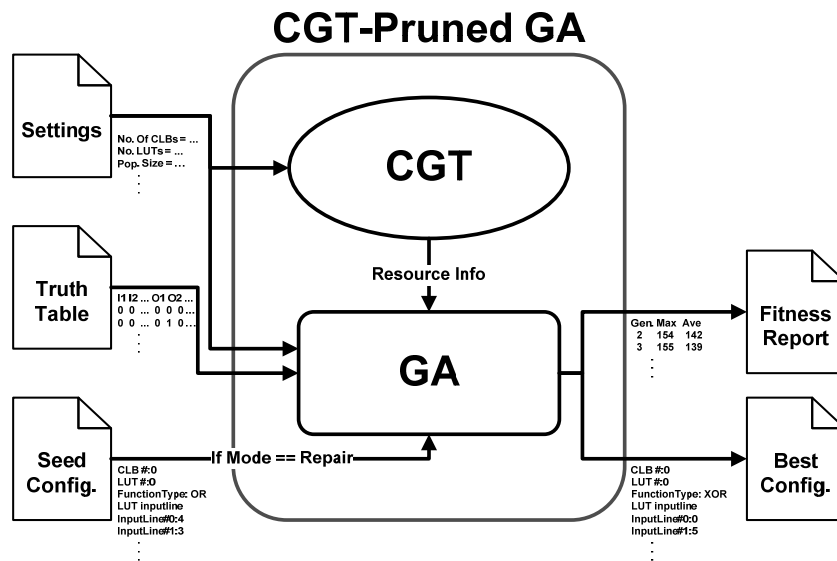 CGT-Pruned GA
Settings
No. Of CLBs = ...
No. LUTs = ...
Pop. Size = ...
CGT
Resource Info
Truth
Table
I1 I2 ... O1 O2 ...
0 0 ... 0 0 0...
0 0 ... 0 1 0...
GA
Gen. Max Ave
2 154 142
3 155 139
Fitness
Report
Seed
Config.
If Mode == Repair
CLB #:0
LUT #:0
FunctionType: OR
LUT inputline
InputLine#0:4
InputLine#1:3
CLB #:0
LUT #:0
FunctionType: XOR
LUT inputline
InputLine#0:0
InputLine#1:5
Best
Config.